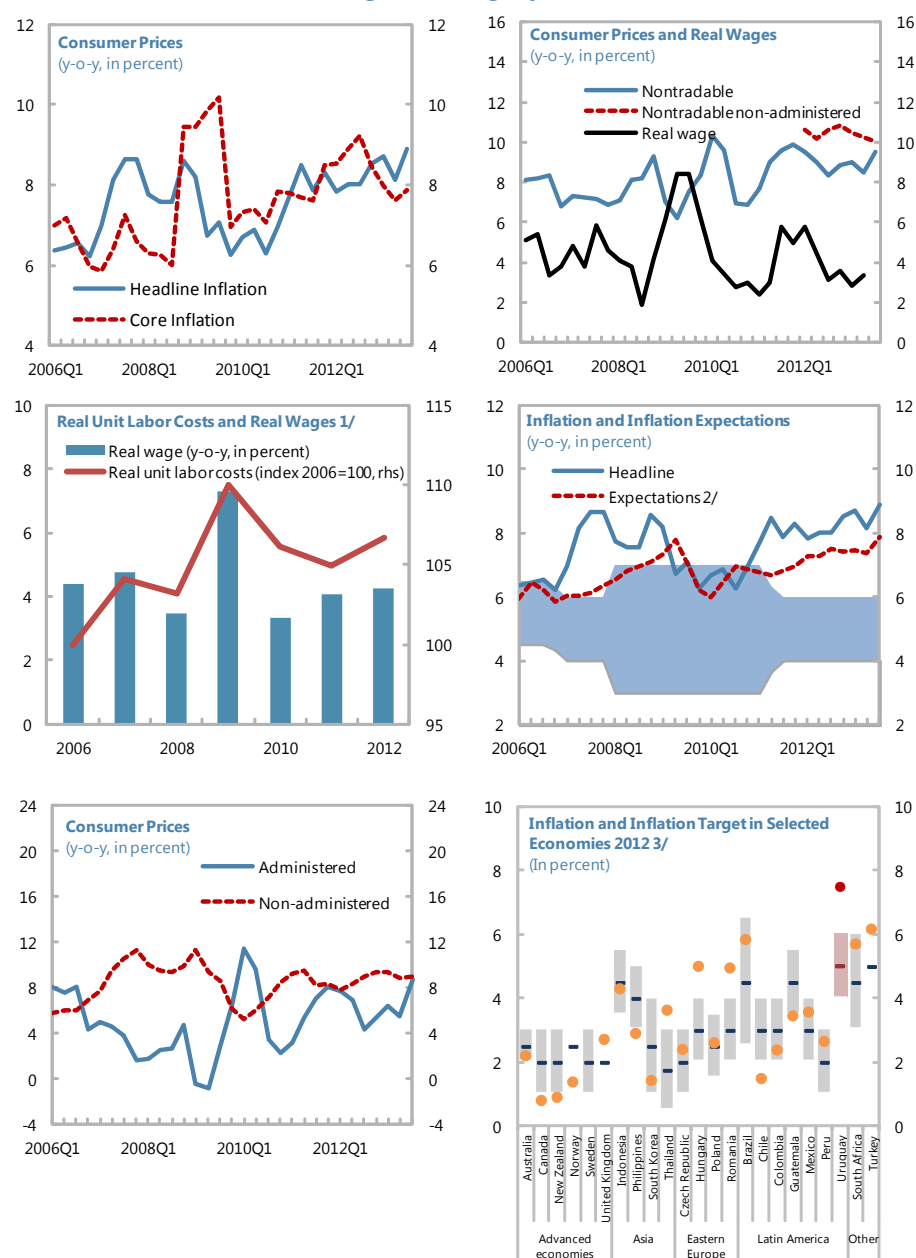 Consumer Prices
(y-o-y, in percent)
Headline Inflation
Core Inflation
12
10
8
6
4
12
10
8
6
4
2006Q1 2008Q1 2010Q1 2012Q1
Consumer Prices and Real Wages
(y-o-y, in percent)
Nontradable
Nontradable non-administered
Real wage
16
14
12
10
8
6
4
2
0
16
14
12
10
8
6
4
2
0
2006Q1 2008Q1 2010Q1 2012Q1
Real Unit Labor Costs and Real Wages 1/
Real wage (y-o-y, in percent)
Real unit labor costs (index 2006=100, rhs)
10
8
6
4
2
0
115
110
105
100
95
2006 2008 2010 2012
Inflation and Inflation Expectations
(y-o-y, in percent)
Headline
Expectations 2/
12
10
8
6
4
2
12
10
8
6
4
2
2006Q1 2008Q1 2010Q1 2012Q1
Consumer Prices
(y-o-y, in percent)
Administered
Non-administered
24
20
16
12
8
4
0
-4
24
20
16
12
8
4
0
-4
2006Q1 2008Q1 2010Q1 2012Q1
Inflation and Inflation Target in Selected
Economies 2012 3/
(In percent)
10
8
6
4
2
0
10
8
6
4
2
0
Australia
Canada
New Zealand
Norway
Sweden
United Kingdom
Indonesia
Philippines
South Korea
Thailand
Czech Republic
Hungary
Poland
Romania
Brazil
Chile
Colombia
Guatemala
Mexico
Peru
Uruguay
South Africa
Turkey
Advanced
economies
Asia
Eastern
Europe
Latin America
Other